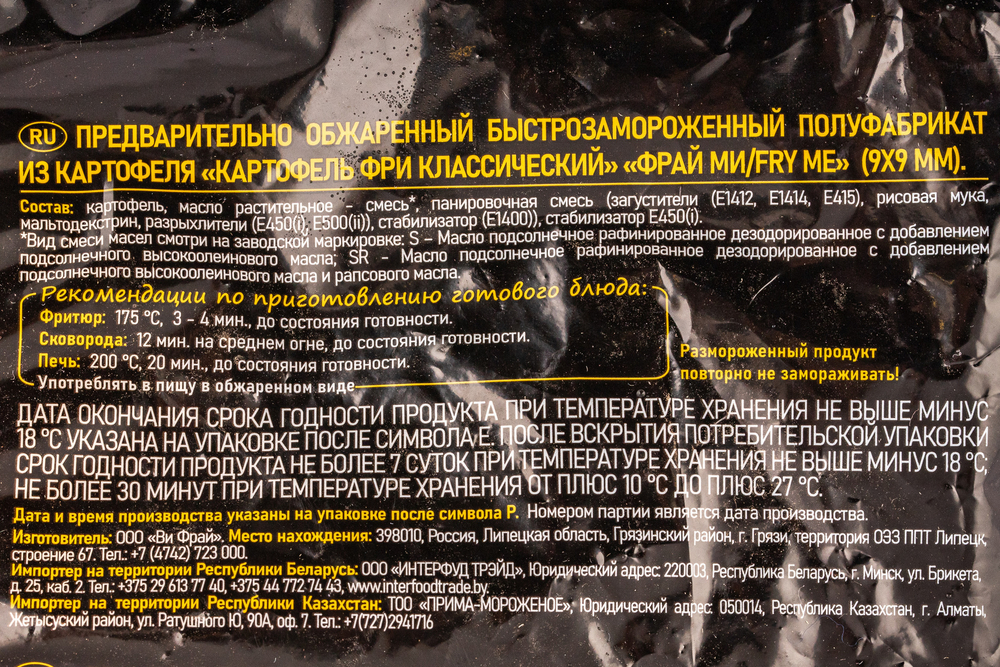 RU ПРЕДВАРИТЕЛЬНО ОБЖАРЕННЫЙ БЫСТРОЗАМОРОЖЕННЫЙ ПОЛУФАБРИКАТ
ИЗ КАРТОФЕЛЯ «КАРТОФЕЛЬ ФРИ КЛАССИЧЕСКИЙ» «ФРАЙ МИ/FRY ME» (9Х9 ММ).
Состав: картофель, масло растительное - смесь*, панировочная смесь (загустители (Е1412, Е1414, Е415), рисовая мука,
мальтодекстрин, разрыхлители (Е450(i), Е500(ii)), стабилизатор (Е1400)), стабилизатор Е450(i).
*Вид смеси масел смотри на заводской маркировке: S – Масло подсолнечное рафинированное дезодорированное с добавлением
подсолнечного высокоолеинового масла; SR - Масло подсолнечное рафинированное дезодорированное с добавлением
подсолнечного высокоолеинового масла и рапсового масла.
Рекомендации по приготовлению готового блюда:
Фритюр: 175 °С, 3 – 4 мин., до состояния готовности.
Сковорода: 12 мин. на среднем огне, до состояния готовности.
Печь: 200 °С, 20 мин., до состояния готовности.
Употреблять в пищу в обжаренном виде
Размороженный продукт
повторно не замораживать!
ДАТА ОКОНЧАНИЯ СРОКА ГОДНОСТИ ПРОДУКТА ПРИ ТЕМПЕРАТУРЕ ХРАНЕНИЯ НЕ ВЫШЕ МИНУС
18 °С УКАЗАНА НА УПАКОВКЕ ПОСЛЕ СИМВОЛА Е. ПОСЛЕ ВСКРЫТИЯ ПОТРЕБИТЕЛЬСКОЙ УПАКОВКИ
СРОК ГОДНОСТИ ПРОДУКТА НЕ БОЛЕЕ 7 СУТОК ПРИ ТЕМПЕРАТУРЕ ХРАНЕНИЯ НЕ ВЫШЕ МИНУС 18 °С,
НЕ БОЛЕЕ 30 МИНУТ ПРИ ТЕМПЕРАТУРЕ ХРАНЕНИЯ ОТ ПЛЮС 10 °С ДО ПЛЮС 27 °С.
Дата и время производства указаны на упаковке после символа Р. Номером партии является дата производства.
Изготовитель: ООО «Ви Фрай». Место нахождения: 398010, Россия, Липецкая область, Грязинский район, г. Грязи, территория ОЭЗ ППТ Липецк,
строение 67. Тел.: +7 (4742) 723 000.
Импортер на территории Республики Беларусь: ООО «ИНТЕРФУД ТРЭЙД», Юридический адрес: 220003, Республика Беларусь, г. Минск, ул. Брикета,
д. 25, каб. 2. Тел.: +375 29 613 77 40, +375 44 772 74 43, www.interfoodtrade.by.
Импортер на территории Республики Казахстан: ТОО «ПРИМА-МОРОЖЕНОЕ», Юридический адрес: 050014, Республика Казахстан, г. Алматы,
Жетысуский район, ул. Ратушного Ю, 90А, оф. 7. Тел.: +7(727)2941716